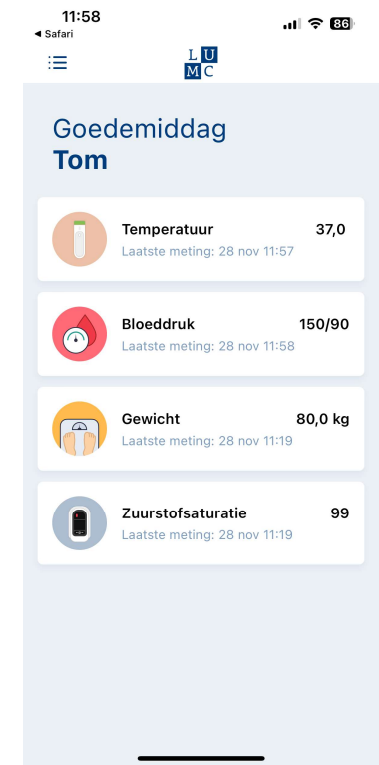 11:58
86
◀ Safari
L U
M C
Goedemiddag
Tom
Temperatuur 37,0
Laatste meting: 28 nov 11:57
Bloeddruk 150/90
Laatste meting: 28 nov 11:58
Gewicht 80,0 kg
Laatste meting: 28 nov 11:19
Zuurstofsaturatie 99
Laatste meting: 28 nov 11:19